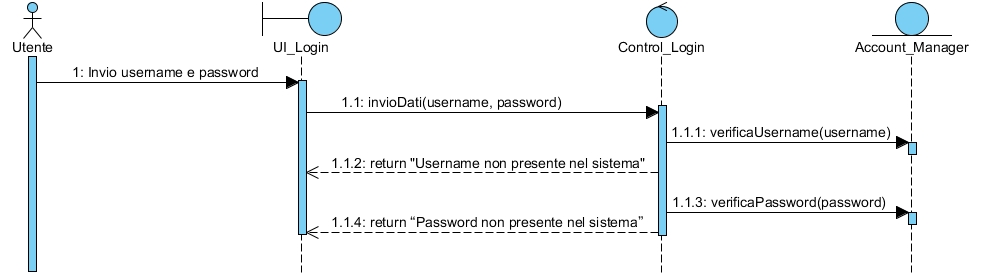 Utente
UI_Login
Control_Login
Account_Manager
1: Invio username e password
1.1: invioDati(username, password)
1.1.1: verificaUsername(username)
1.1.2: return "Username non presente nel sistema"
1.1.3: verificaPassword(password)
1.1.4: return “Password non presente nel sistema”